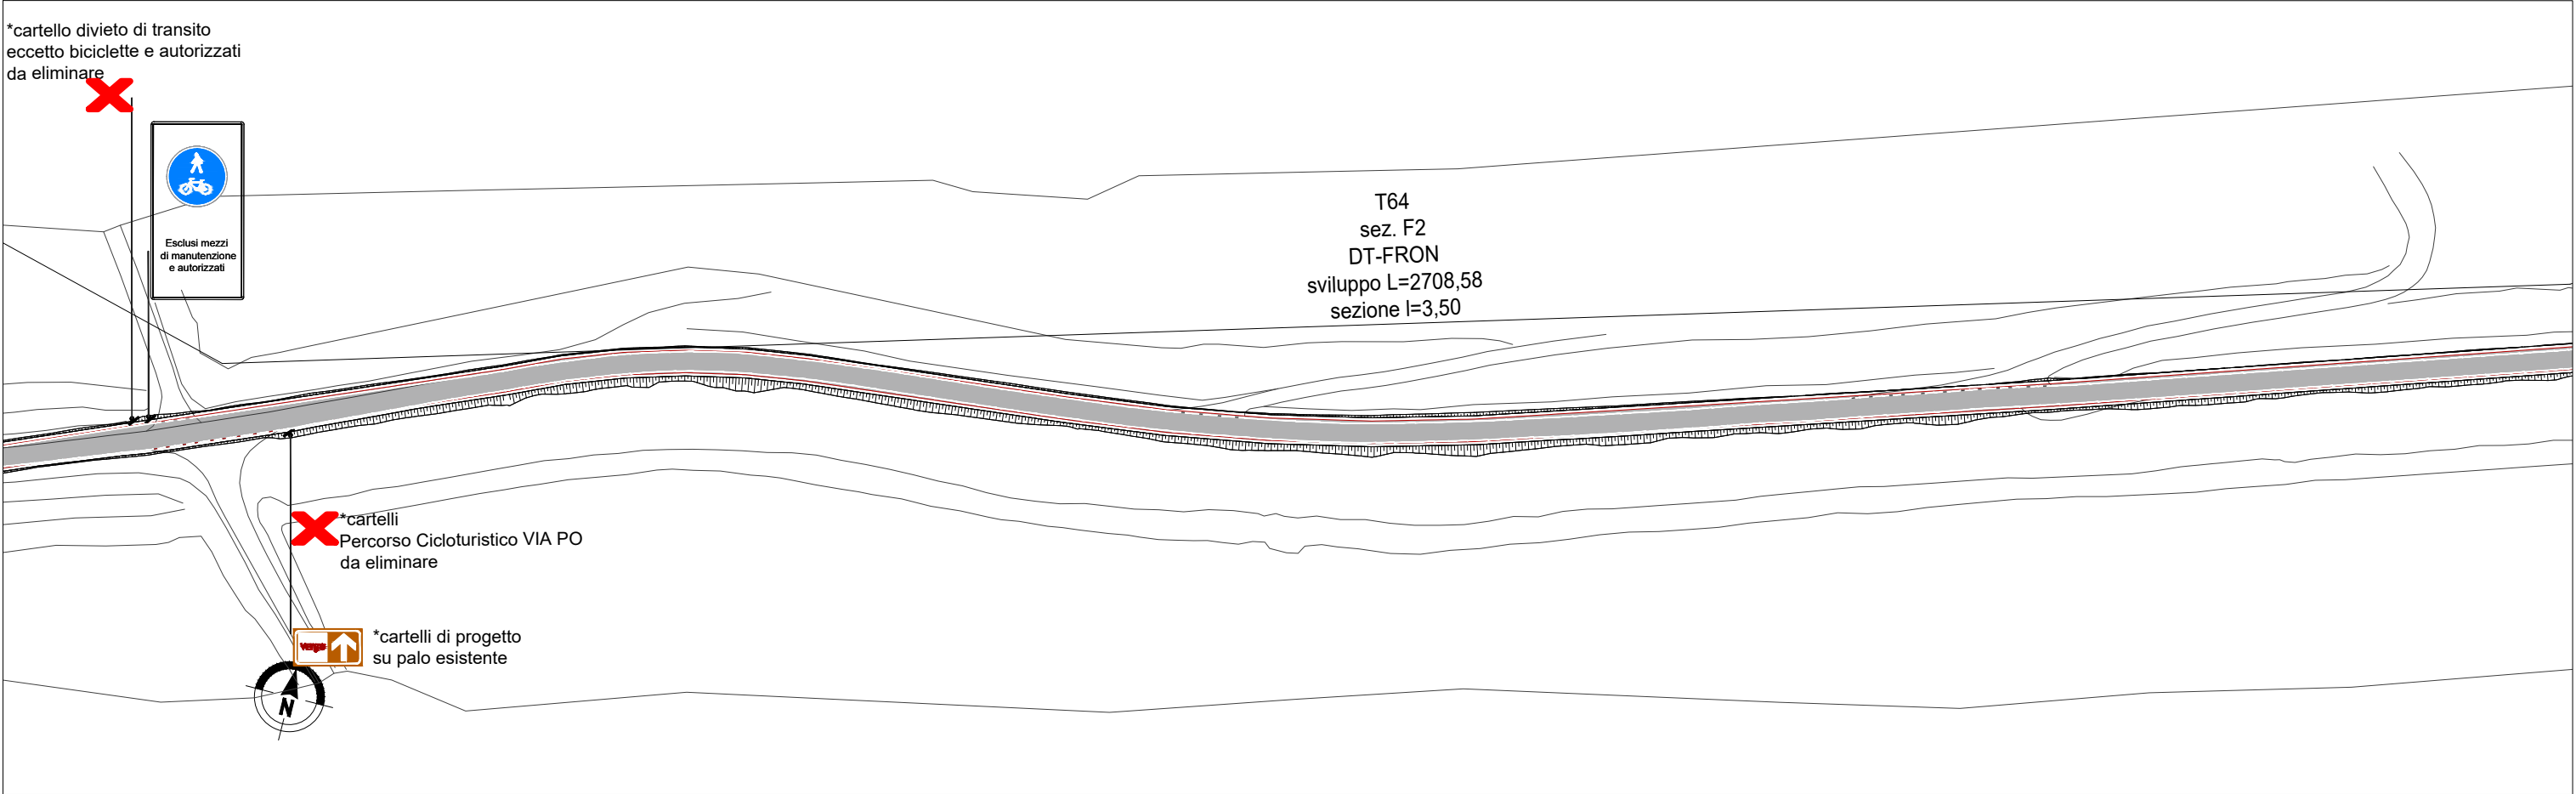 *cartello divieto di transito
eccetto biciclette e autorizzati
da eliminare
Esclusi mezzi
di manutenzione
e autorizzati
T64
sez. F2
DT-FRON
sviluppo L=2708,58
sezione l=3,50
*cartelli
Percorso Cicloturistico VIA PO
da eliminare
*cartelli di progetto
su palo esistente
N